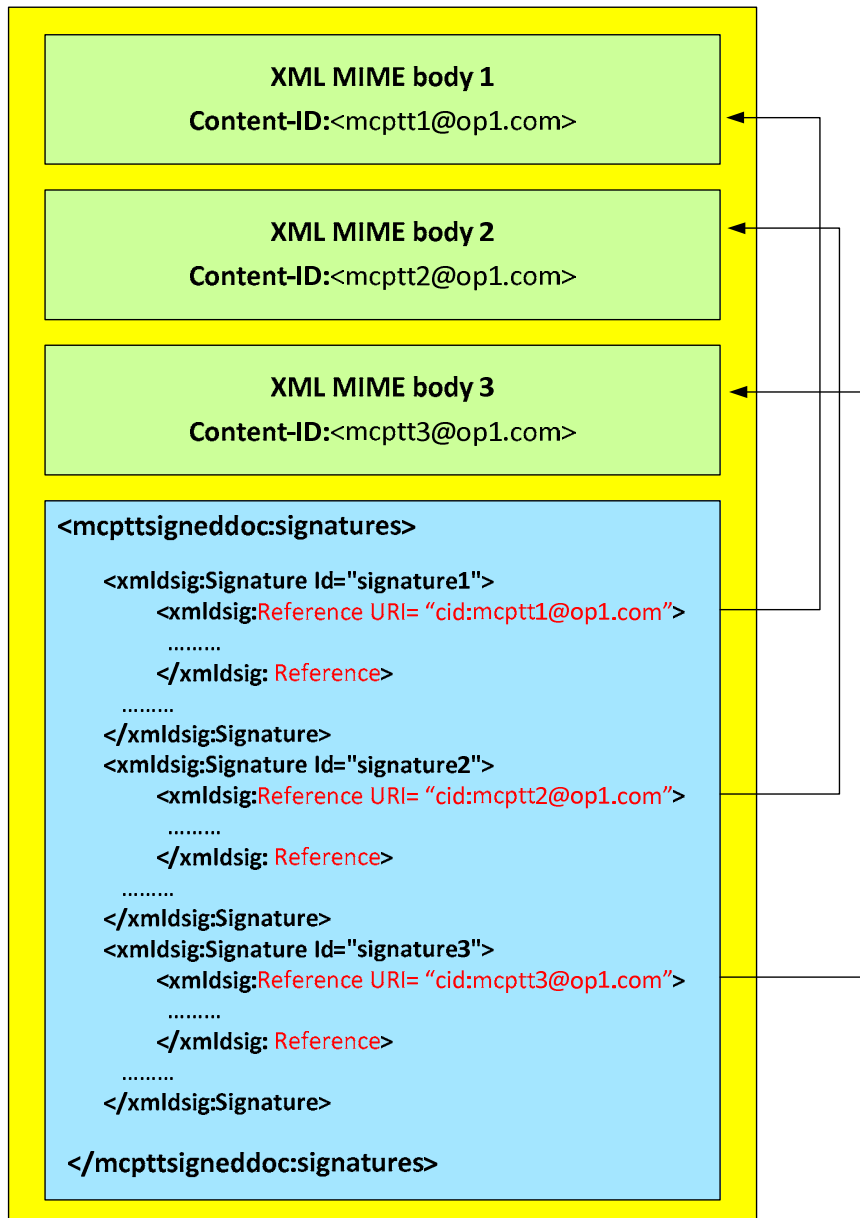 XML MIME body 1
Content-ID:<mcptt1@op1.com>
XML MIME body 2
Content-ID:<mcptt2@op1.com>
XML MIME body 3
Content-ID:<mcptt3@op1.com>
<mcpttsigneddoc:signatures>
<xmldsig:Signature Id="signature1">
<xmldsig:Reference URI= “cid:mcptt1@op1.com”>
………
</xmldsig: Reference>
………
</xmldsig:Signature>
<xmldsig:Signature Id="signature2">
<xmldsig:Reference URI= “cid:mcptt2@op1.com”>
………
</xmldsig: Reference>
………
</xmldsig:Signature>
<xmldsig:Signature Id="signature3">
<xmldsig:Reference URI= “cid:mcptt3@op1.com”>
………
</xmldsig: Reference>
………
</xmldsig:Signature>
</mcpttsigneddoc:signatures>